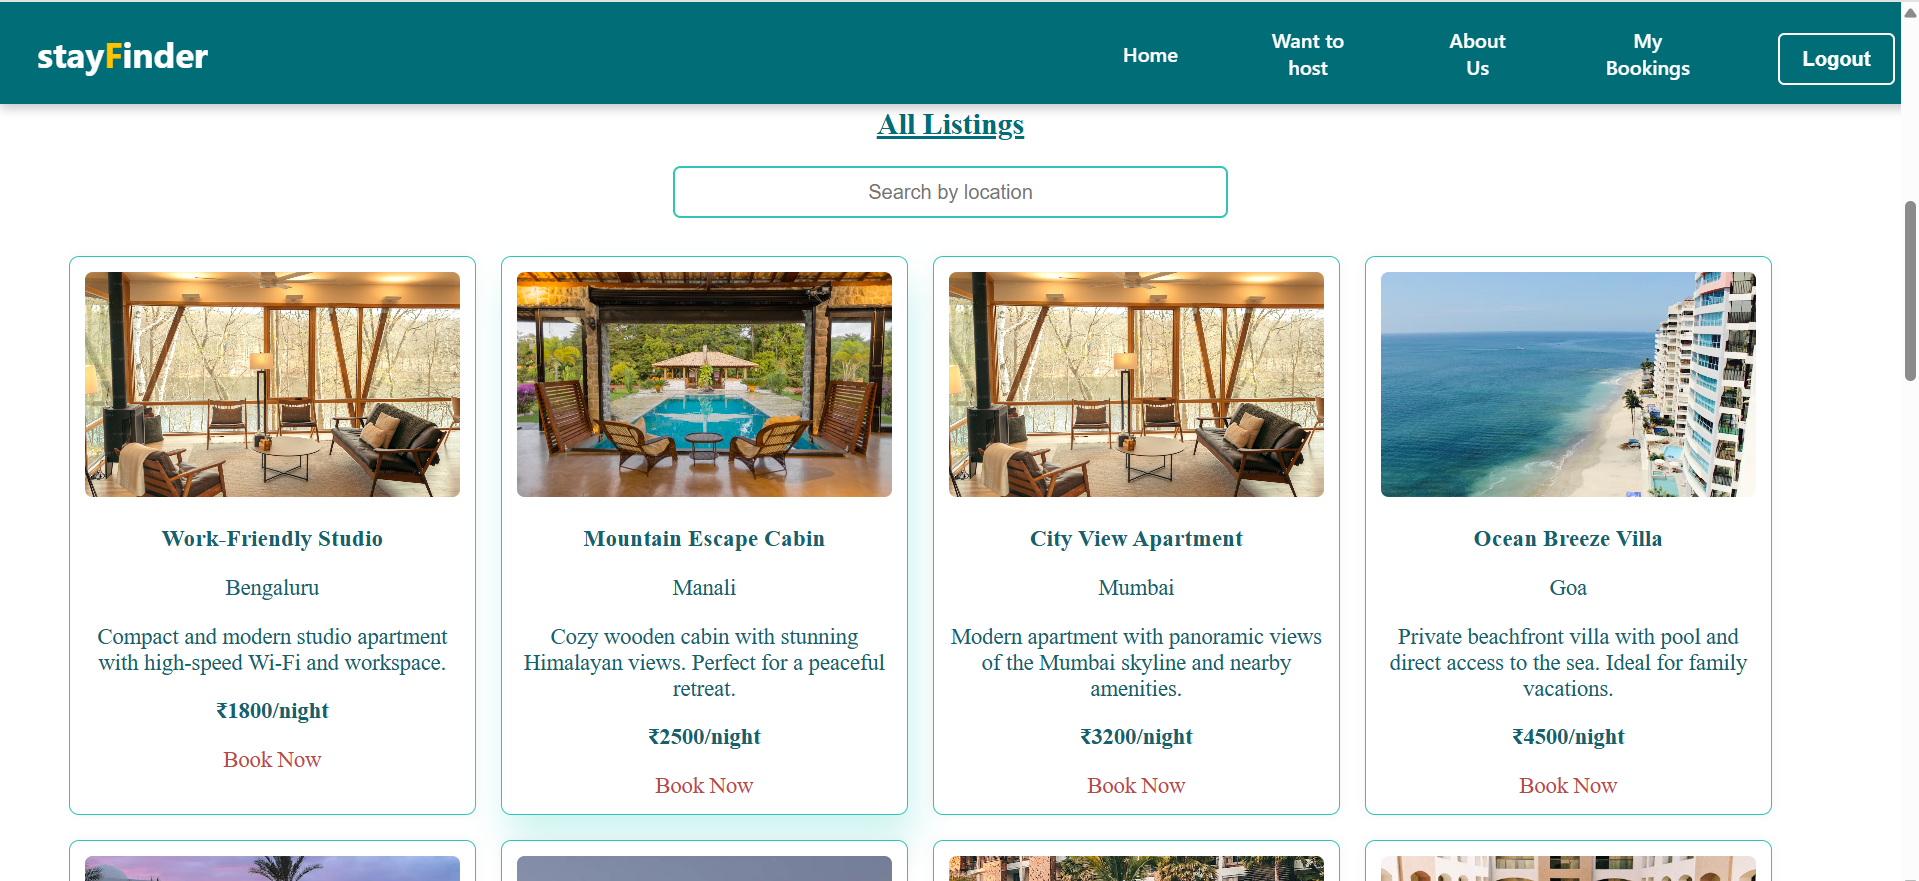 stayFinder
Home
Want to
host
About
Us
My
Bookings
Logout
All Listings
Search by location
Work-Friendly Studio
Bengaluru
Compact and modern studio apartment
with high-speed Wi-Fi and workspace.
₹1800/night
Book Now
Mountain Escape Cabin
Manali
Cozy wooden cabin with stunning
Himalayan views. Perfect for a peaceful
retreat.
₹2500/night
Book Now
City View Apartment
Mumbai
Modern apartment with panoramic views
of the Mumbai skyline and nearby
amenities.
₹3200/night
Book Now
Ocean Breeze Villa
Goa
Private beachfront villa with pool and
direct access to the sea. Ideal for family
vacations.
₹4500/night
Book Now